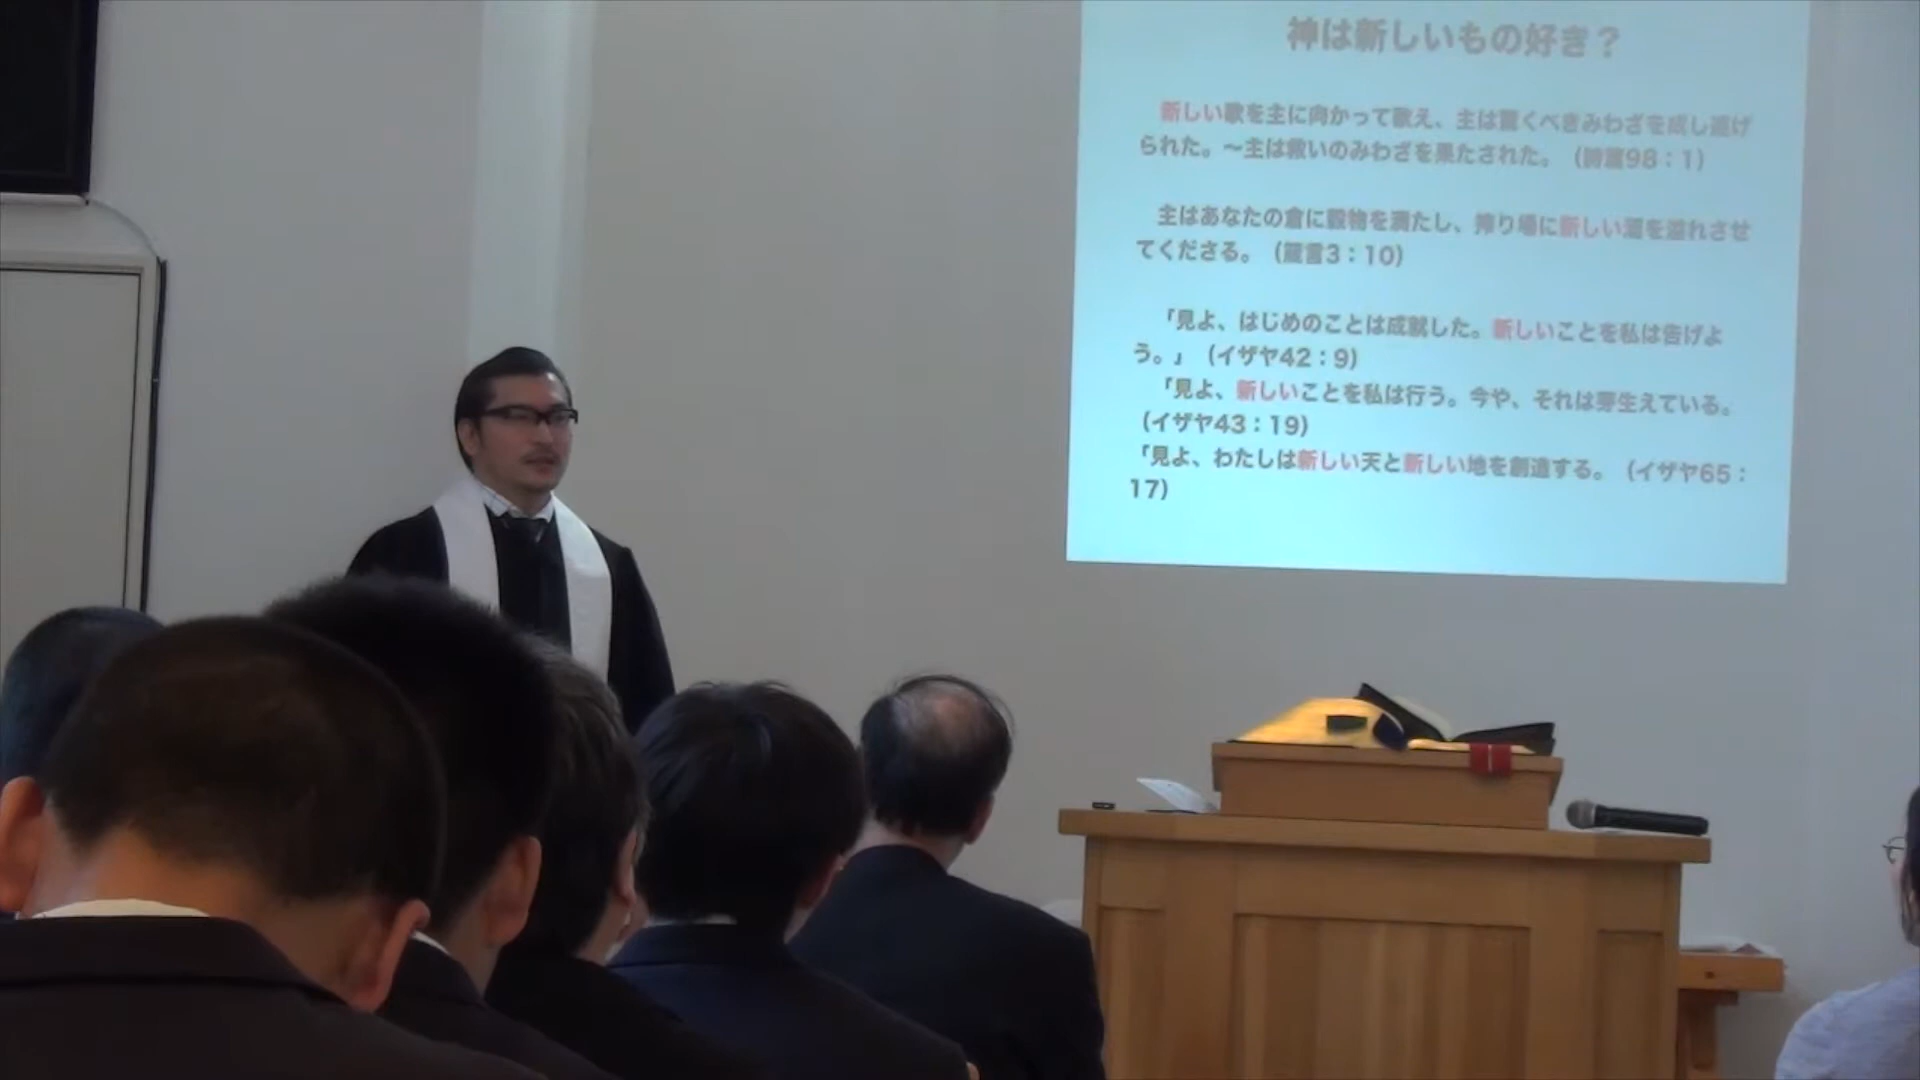 神は新しいもの好き？
新しい歌を主に向かって歌え、主は驚くべきみわざを成し遂げ
られた。～主は救いのみわざを果たされた。（詩篇98：1）
主はあなたの倉に穀物を満たし、搾り場に新しい酒を溢れさせ
てくださる。（箴言3：10）
「見よ、はじめのことは成就した。新しいことを私は告げよ
う。」（イザヤ42：9）
「見よ、新しいことを私は行う。今や、それは芽生えている。
（イザヤ43：19）
「見よ、わたしは新しい天と新しい地を創造する。（イザヤ65：
17）